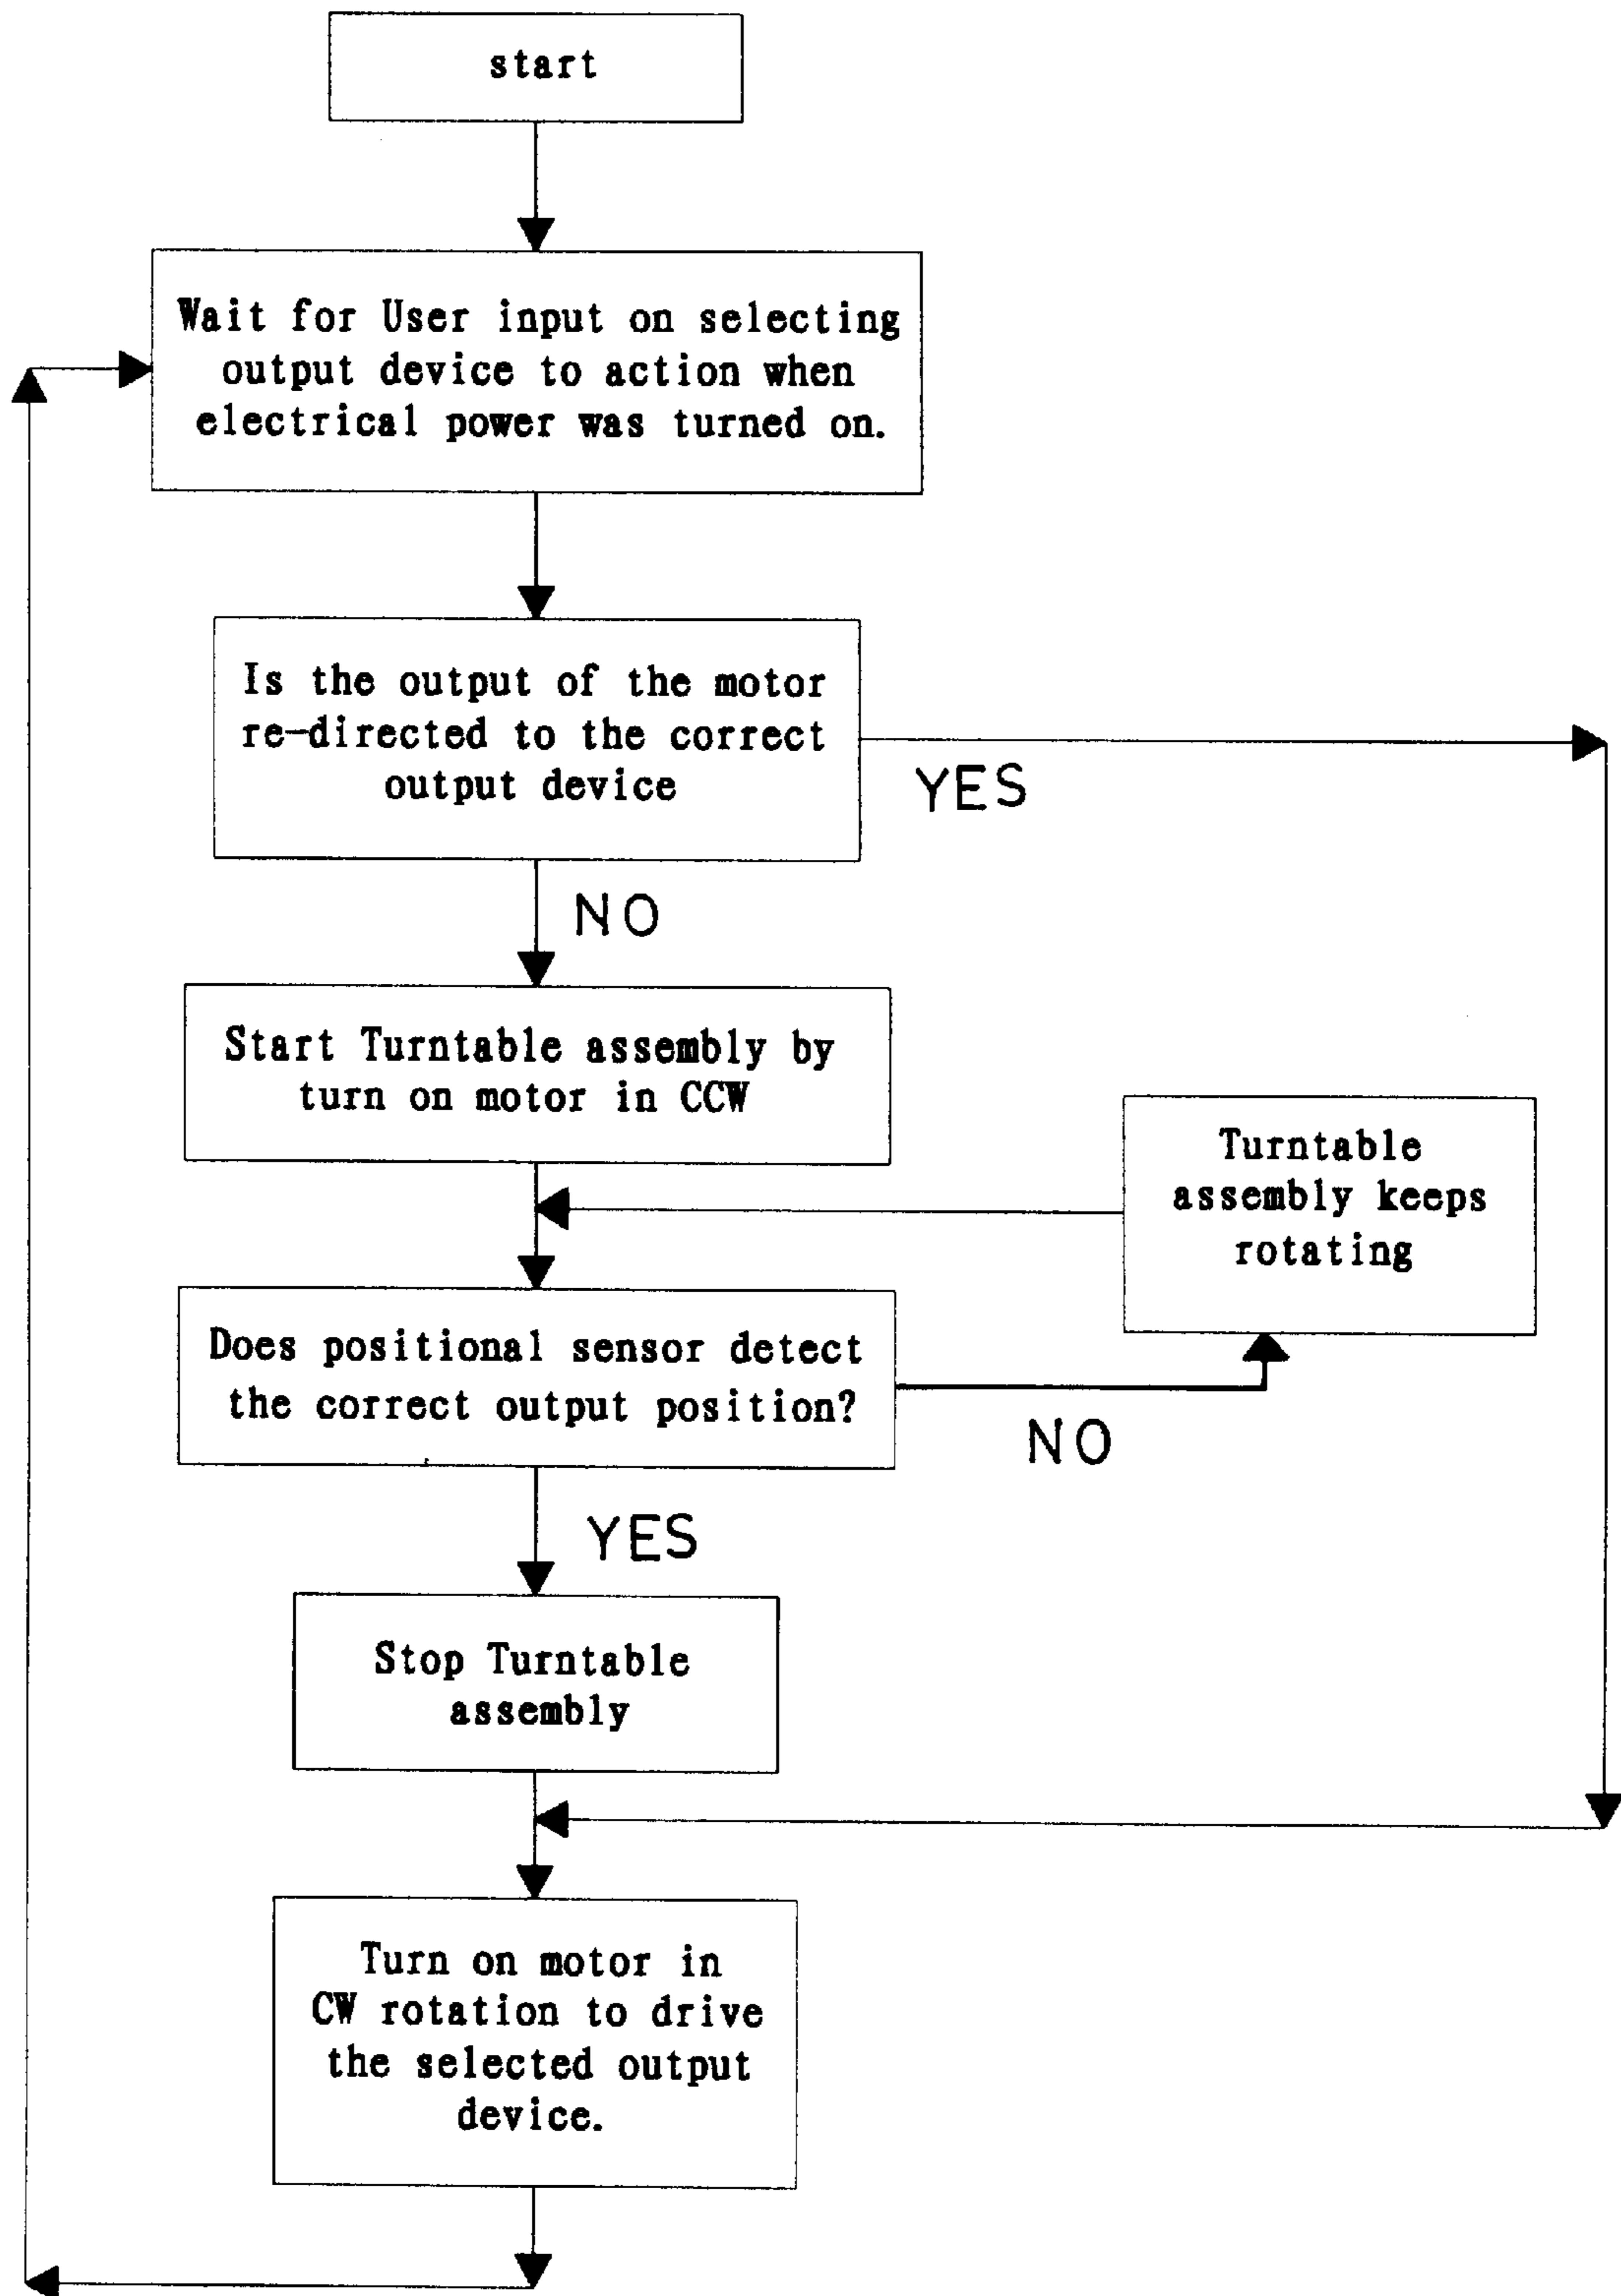 start
Wait for User input on selecting
output device to action when
electrical power was turned on.
Is the output of the motor
re-directed to the correct
output device
YES
NO
Start Turntable assembly by
turn on motor in CCW
Turntable
assembly keeps
rotating
Does positional sensor detect
the correct output position?
NO
YES
Stop Turntable
assembly
Turn on motor in
CW rotation to drive
the selected output
device.